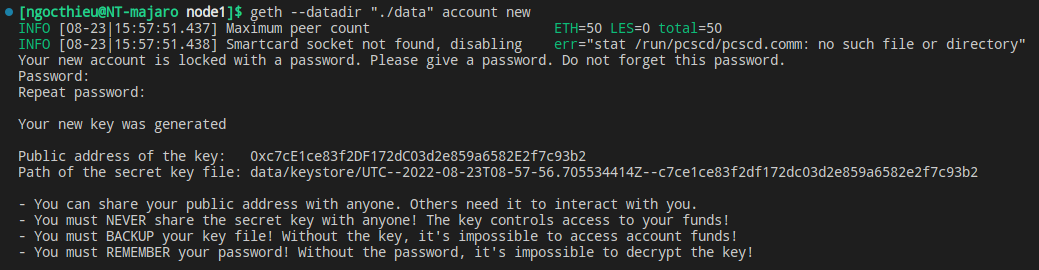 [ngocthieu@NT-majaro node1]$ geth --datadir "./data" account new
INFO [08-23|15:57:51.437] Maximum peer count ETH=50 LES=0 total=50
INFO [08-23|15:57:51.438] Smartcard socket not found, disabling err="stat /run/pcscd/pcscd.comm: no such file or directory"
Your new account is locked with a password. Please give a password. Do not forget this password.
Password:
Repeat password:
Your new key was generated
Public address of the key: 0xc7cE1ce83f2DF172dC03d2e859a6582E2f7c93b2
Path of the secret key file: data/keystore/UTC--2022-08-23T08-57-56.705534414Z--c7ce1ce83f2df172dc03d2e859a6582e2f7c93b2
- You can share your public address with anyone. Others need it to interact with you.
- You must NEVER share the secret key with anyone! The key controls access to your funds!
- You must BACKUP your key file! Without the key, it's impossible to access account funds!
- You must REMEMBER your password! Without the password, it's impossible to decrypt the key!